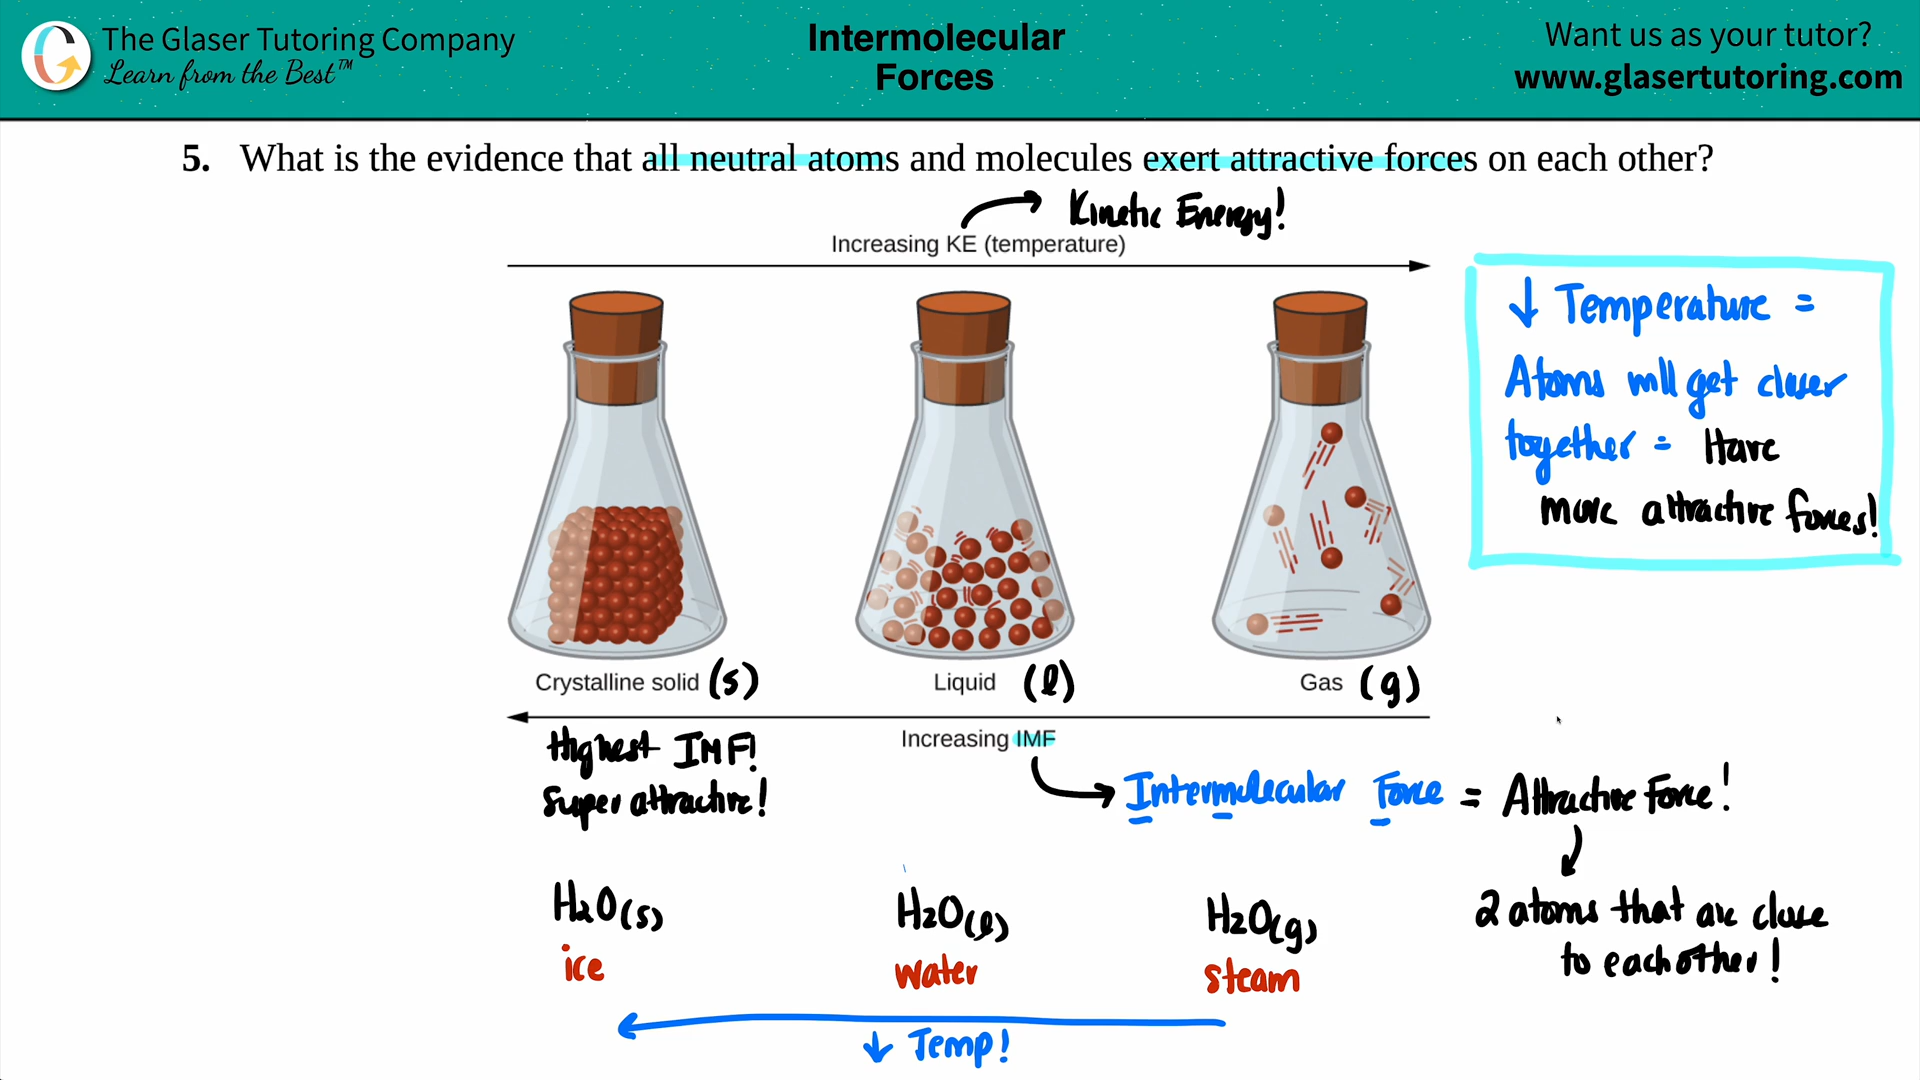 The Glaser Tutoring Company
Learn from the Best™
Intermolecular
Forces
Want us as your tutor?
www.glasertutoring.com
5. What is the evidence that all neutral atoms and molecules exert attractive forces on each other?
Kinetic Energy!
Increasing KE (temperature)
↓ Temperature =
Atoms will get closer
together = Have
more attractive forces!
Crystalline solid (s)
Liquid (l)
Gas (g)
Increasing IMF
Highest IMF!
Super attractive!
Intermolecular Force = Attractive Force!
2 atoms that are close
to each other!
H₂O(s)
H₂O(l)
H₂O(g)
ice
water
steam
↓ Temp!